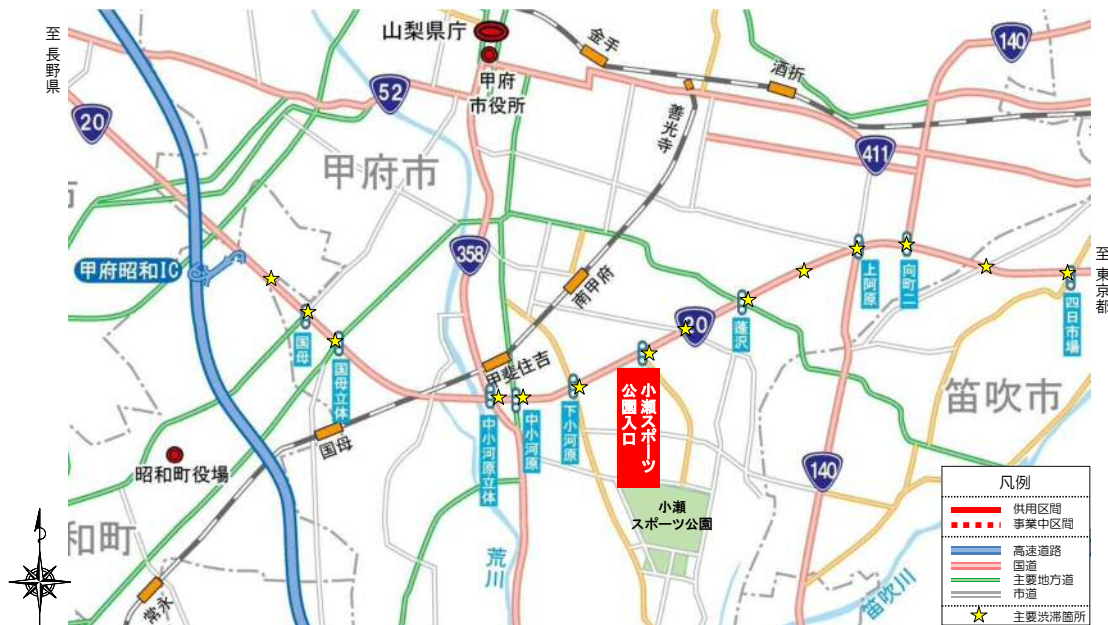 至 長野県
山梨県庁
甲府
市役所
金手
酒折
善光寺
140
52
20
411
甲府市
市
358
甲府昭和IC
南甲府
20
国母
国母立体
甲斐住吉
中小河原立体
中小河原
下小河原
小瀬スポーツ
公園入口
蓬沢
上阿原
向町二
四日市場
至 東京都
笛吹市
140
昭和町役場
国母
和町
常永
荒川
小瀬
スポーツ公園
笛吹川
凡例
供用区間
事業中区間
高速道路
国道
主要地方道
市道
主要渋滞箇所